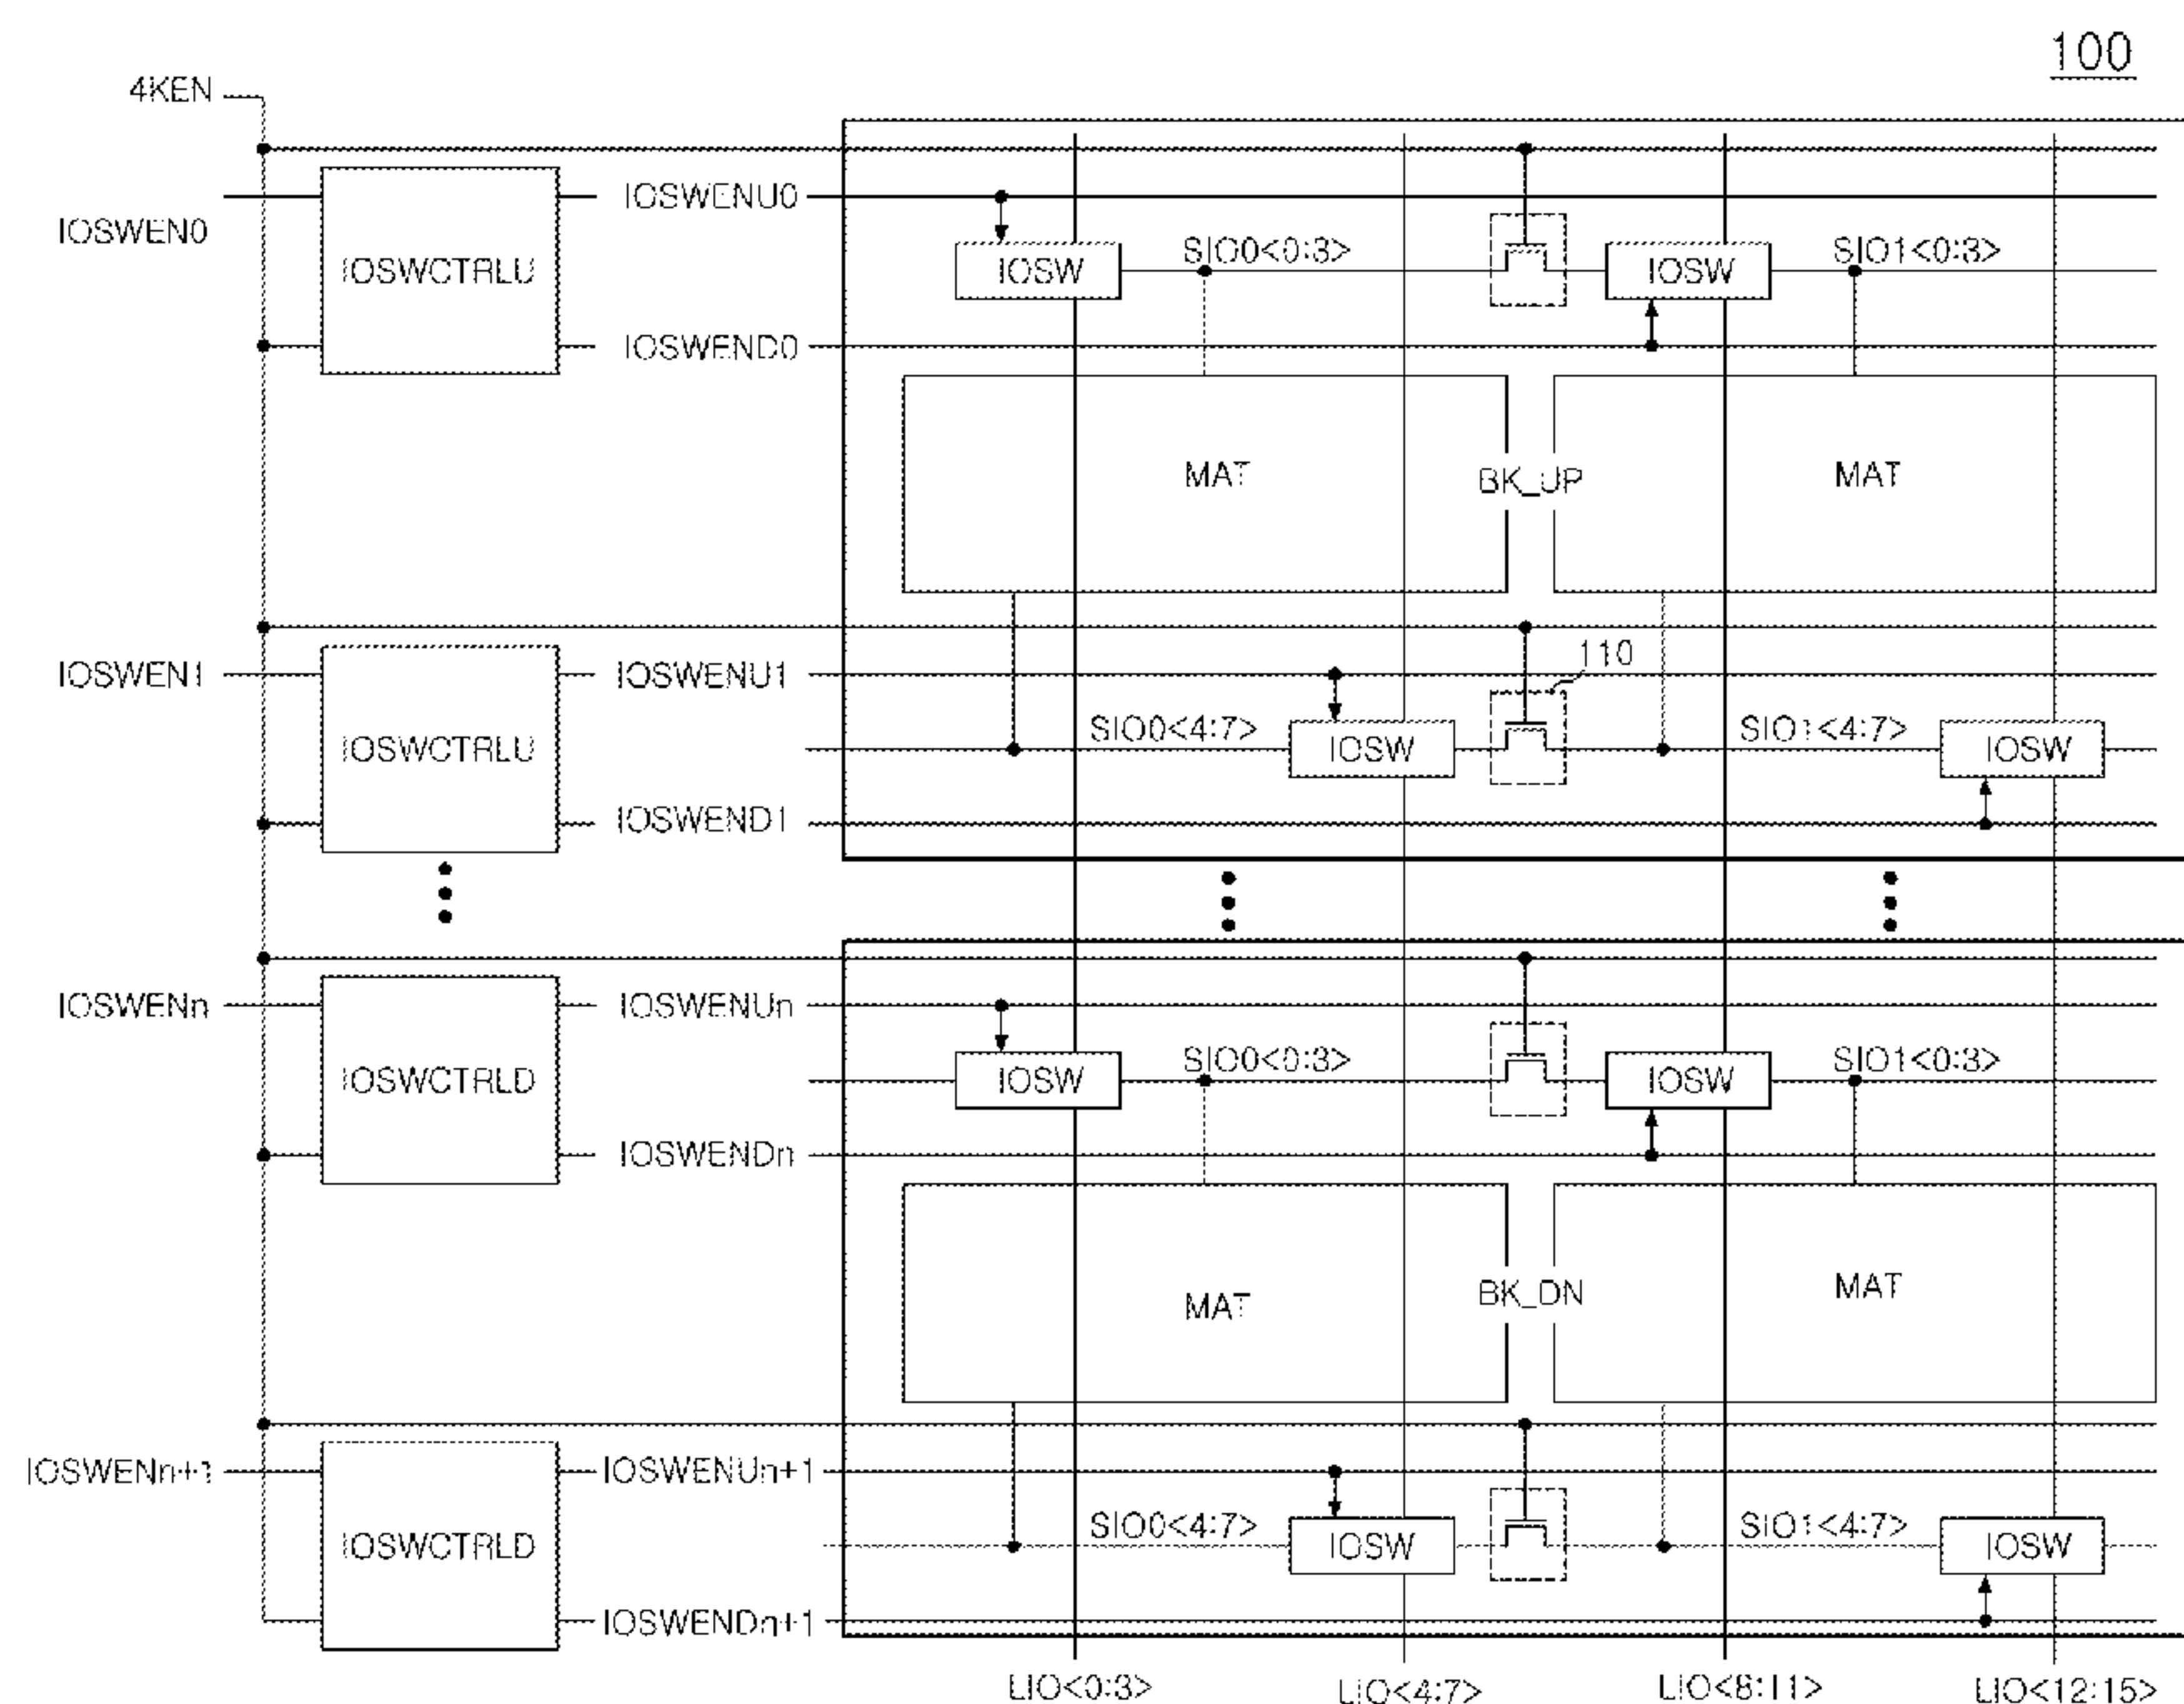 100
4KEN
IOSWENU0
IOSWEN0
IOSWCTRLU
IOSW
SIO0<0:3>
IOSW
SIO1<0:3>
IOSWEND0
MAT
BK_UP
MAT
110
IOSWEN1
IOSWENU1
IOSWCTRLU
SIO0<4:7>
IOSW
SIO1<4:7>
IOSW
IOSWEND1
IOSWENn
IOSWENUn
IOSWCTRLD
IOSW
SIO0<0:3>
IOSW
SIO1<0:3>
IOSWENDn
MAT
BK_DN
MAT
IOSWENn+1
IOSWENUn+1
IOSWCTRLD
SIO0<4:7>
IOSW
SIO1<4:7>
IOSW
IOSWENDn+1
LIO<0:3>
LIO<4:7>
LIO<8:11>
LIO<12:15>